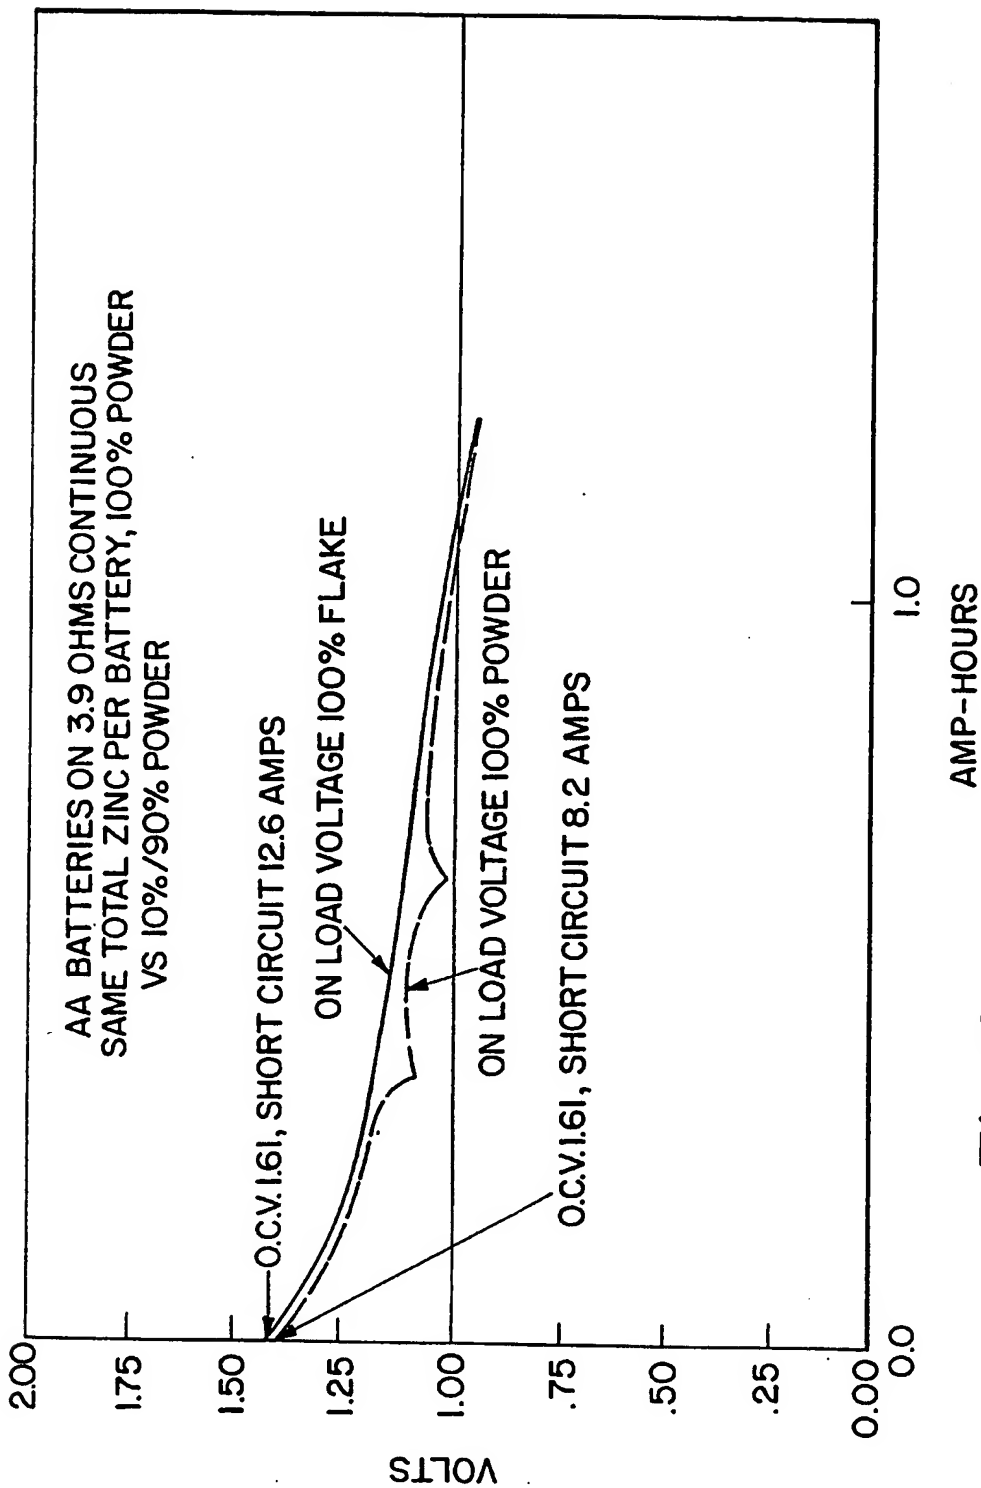 AA BATTERIES ON 3.9 OHMS CONTINUOUS
SAME TOTAL ZINC PER BATTERY, 100% POWDER
VS 10%/90% POWDER
O.C.V. 1.61, SHORT CIRCUIT 12.6 AMPS
ON LOAD VOLTAGE 100% FLAKE
ON LOAD VOLTAGE 100% POWDER
O.C.V. 1.61, SHORT CIRCUIT 8.2 AMPS
VOLTS
2.00
1.75
1.50
1.25
1.00
.75
.50
.25
0.00
0.0
1.0
AMP-HOURS